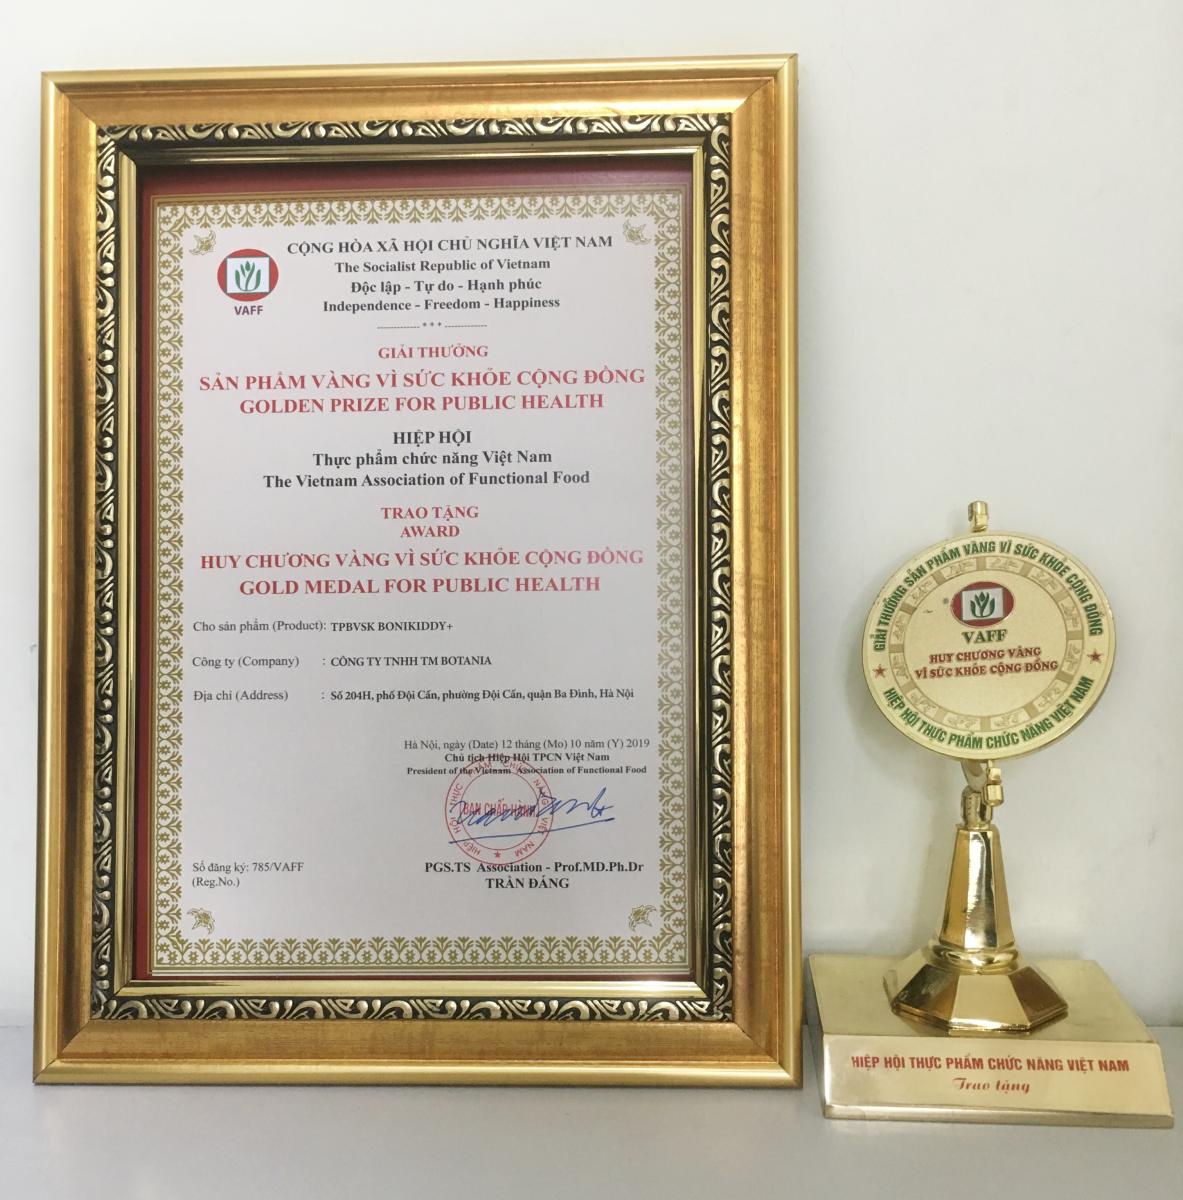 VAFF
CỘNG HÒA XÃ HỘI CHỦ NGHĨA VIỆT NAM
The Socialist Republic of Vietnam
Độc lập - Tự do - Hạnh phúc
Independence - Freedom - Happiness
------------- * * * -------------
GIẢI THƯỞNG
SẢN PHẨM VÀNG VÌ SỨC KHỎE CỘNG ĐỒNG
GOLDEN PRIZE FOR PUBLIC HEALTH
HIỆP HỘI
Thực phẩm chức năng Việt Nam
The Vietnam Association of Functional Food
TRAO TẶNG
AWARD
HUY CHƯƠNG VÀNG VÌ SỨC KHỎE CỘNG ĐỒNG
GOLD MEDAL FOR PUBLIC HEALTH
Cho sản phẩm (Product): TPBVSK BONIKIDDY+
Công ty (Company) : CÔNG TY TNHH TM BOTANIA
Địa chỉ (Address) : Số 204H, phố Đội Cấn, phường Đội Cấn, quận Ba Đình, Hà Nội
Hà Nội, ngày (Date) 12 tháng (Mo) 10 năm (Y) 2019
Chủ tịch Hiệp Hội TPCN Việt Nam
President of the Vietnam Association of Functional Food
HIỆP HỘI THỰC PHẨM CHỨC NĂNG VIỆT NAM
BAN CHẤP HÀNH
Số đăng ký: 785/VAFF
(Reg.No.)
PGS.TS Association - Prof.MD.Ph.Dr
TRẦN ĐÁNG
GIẢI THƯỞNG SẢN PHẨM VÀNG VÌ SỨC KHỎE CỘNG ĐỒNG
VAFF
HUY CHƯƠNG VÀNG
VÌ SỨC KHỎE CỘNG ĐỒNG
HIỆP HỘI THỰC PHẨM CHỨC NĂNG VIỆT NAM
HIỆP HỘI THỰC PHẨM CHỨC NĂNG VIỆT NAM
Trao tặng